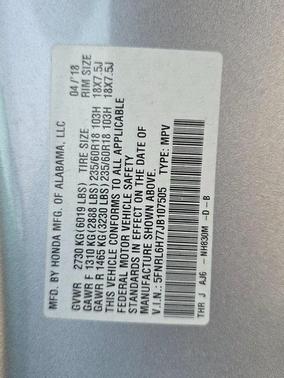 MFD. BY HONDA MFG. OF ALABAMA, LLC 04/'18
GVWR 2730 KG(6019 LBS) TIRE SIZE RIM SIZE
GAWR F 1310 KG(2888 LBS) 235/60R18 103H 18X7.5J
GAWR R 1465 KG(3230 LBS) 235/60R18 103H 18X7.5J
THIS VEHICLE CONFORMS TO ALL APPLICABLE
FEDERAL MOTOR VEHICLE SAFETY
STANDARDS IN EFFECT ON THE DATE OF
MANUFACTURE SHOWN ABOVE.
V.I.N.: 5FNRL6H77JB107505 TYPE: MPV
THR J AJ6 - NH830M -D-B